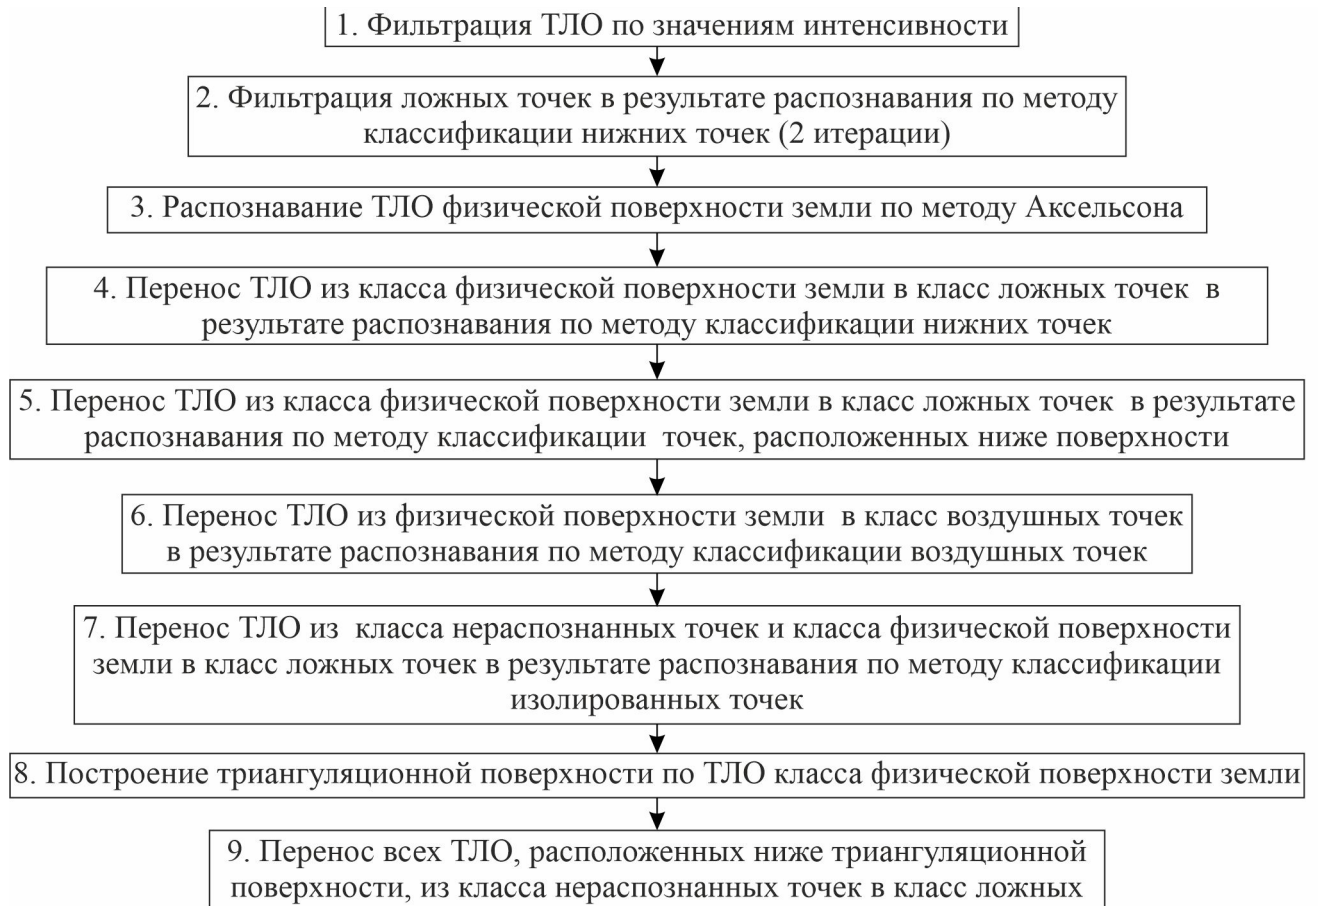 1. Фильтрация ТЛО по значениям интенсивности
2. Фильтрация ложных точек в результате распознавания по методу
классификации нижних точек (2 итерации)
3. Распознавание ТЛО физической поверхности земли по методу Аксельсона
4. Перенос ТЛО из класса физической поверхности земли в класс ложных точек в
результате распознавания по методу классификации нижних точек
5. Перенос ТЛО из класса физической поверхности земли в класс ложных точек в результате
распознавания по методу классификации точек, расположенных ниже поверхности
6. Перенос ТЛО из физической поверхности земли в класс воздушных точек
в результате распознавания по методу классификации воздушных точек
7. Перенос ТЛО из класса нераспознанных точек и класса физической поверхности
земли в класс ложных точек в результате распознавания по методу классификации
изолированных точек
8. Построение триангуляционной поверхности по ТЛО класса физической поверхности земли
9. Перенос всех ТЛО, расположенных ниже триангуляционной
поверхности, из класса нераспознанных точек в класс ложных